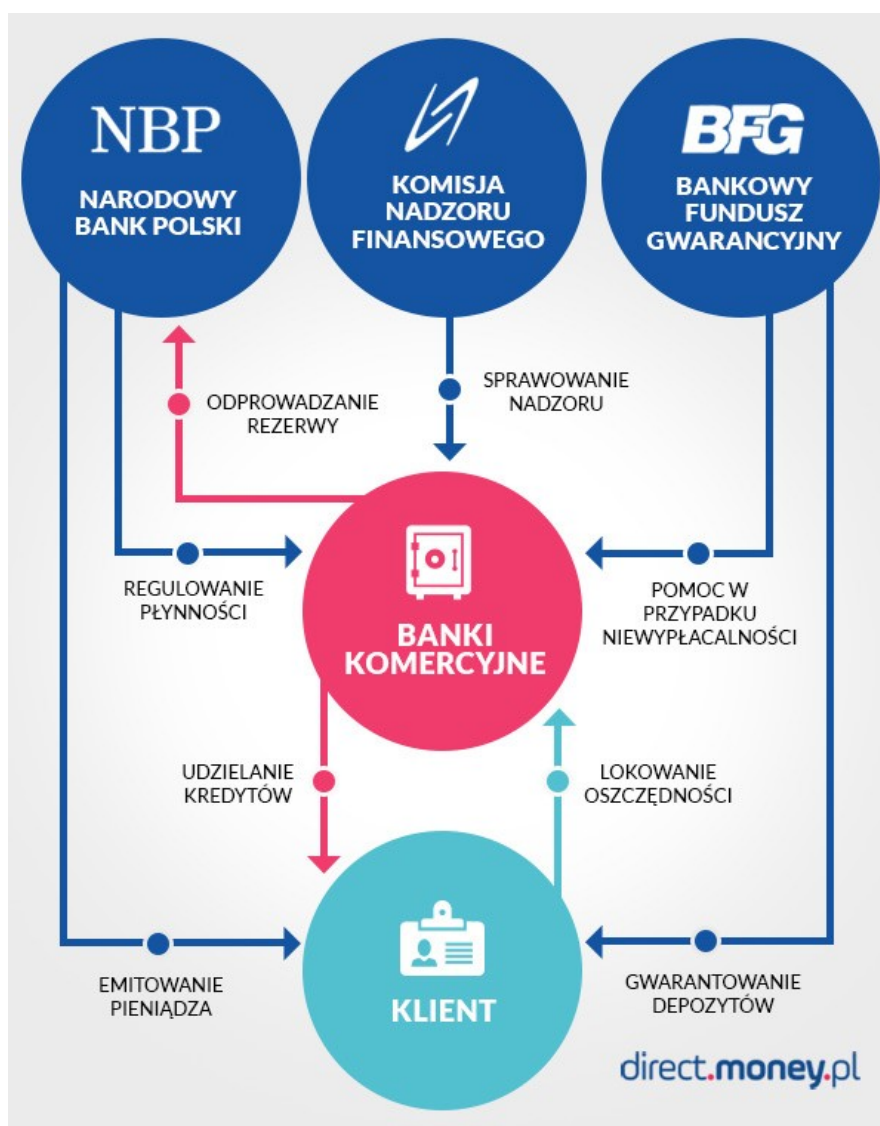 NBP
NARODOWY
BANK POLSKI
KOMISJA
NADZORU
FINANSOWEGO
BFG
BANKOWY
FUNDUSZ
GWARANCYJNY
ODPROWADZANIE
REZERWY
SPRAWOWANIE
NADZORU
REGULOWANIE
PŁYNNOŚCI
BANKI
KOMERCYJNE
POMOC W
PRZYPADKU
NIEWYPŁACALNOŚCI
UDZIELANIE
KREDYTÓW
LOKOWANIE
OSZCZĘDNOŚCI
EMITOWANIE
PIENIĄDZA
KLIENT
GWARANTOWANIE
DEPOZYTÓW
direct.money.pl